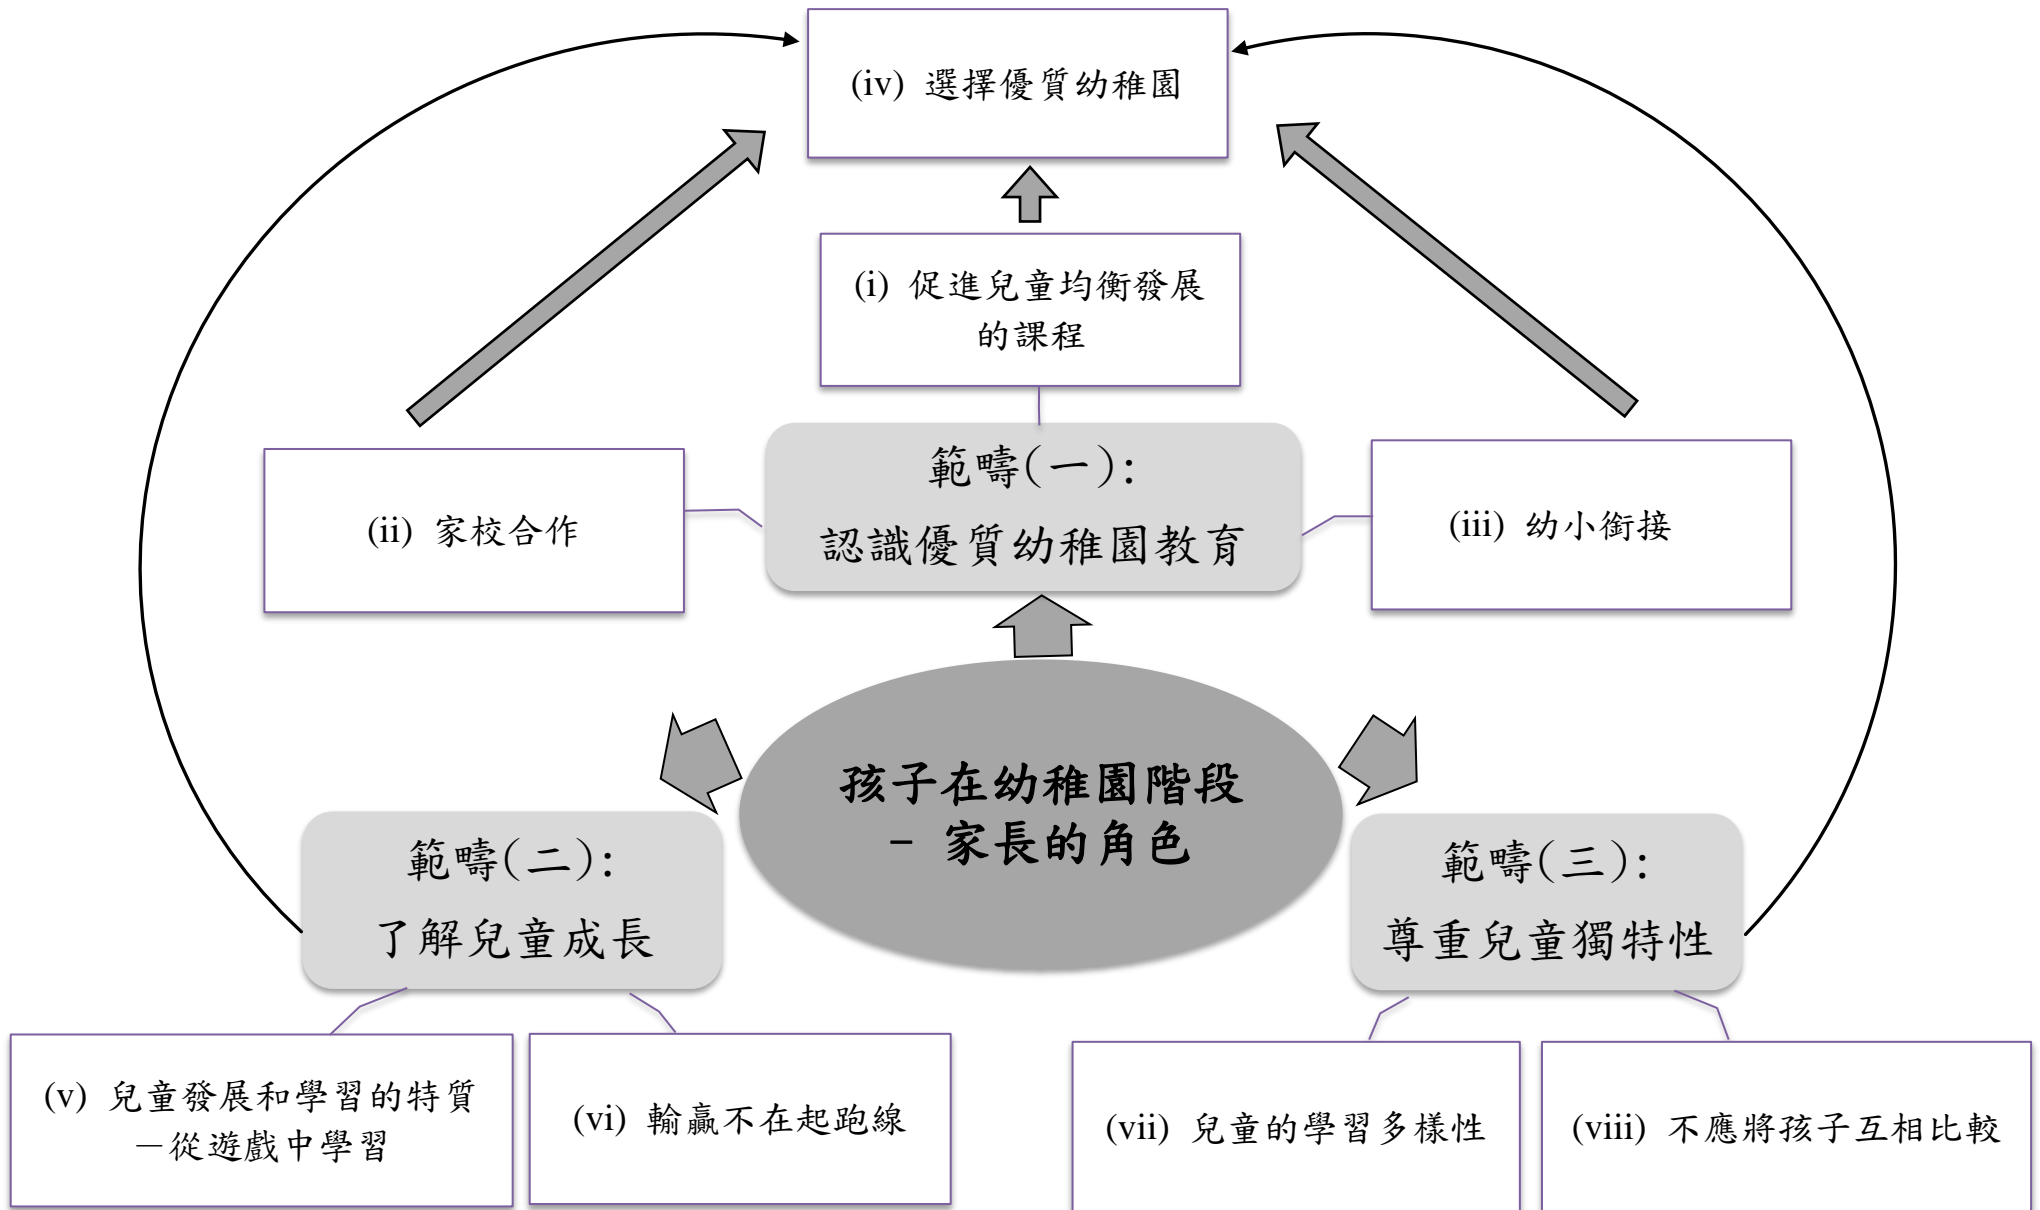 (iv) 選擇優質幼稚園
(i) 促進兒童均衡發展
的課程
範疇(一):
認識優質幼稚園教育
(ii) 家校合作
(iii) 幼小銜接
孩子在幼稚園階段
- 家長的角色
範疇(二):
了解兒童成長
範疇(三):
尊重兒童獨特性
(v) 兒童發展和學習的特質
－從遊戲中學習
(vi) 輸贏不在起跑線
(vii) 兒童的學習多樣性
(viii) 不應將孩子互相比較